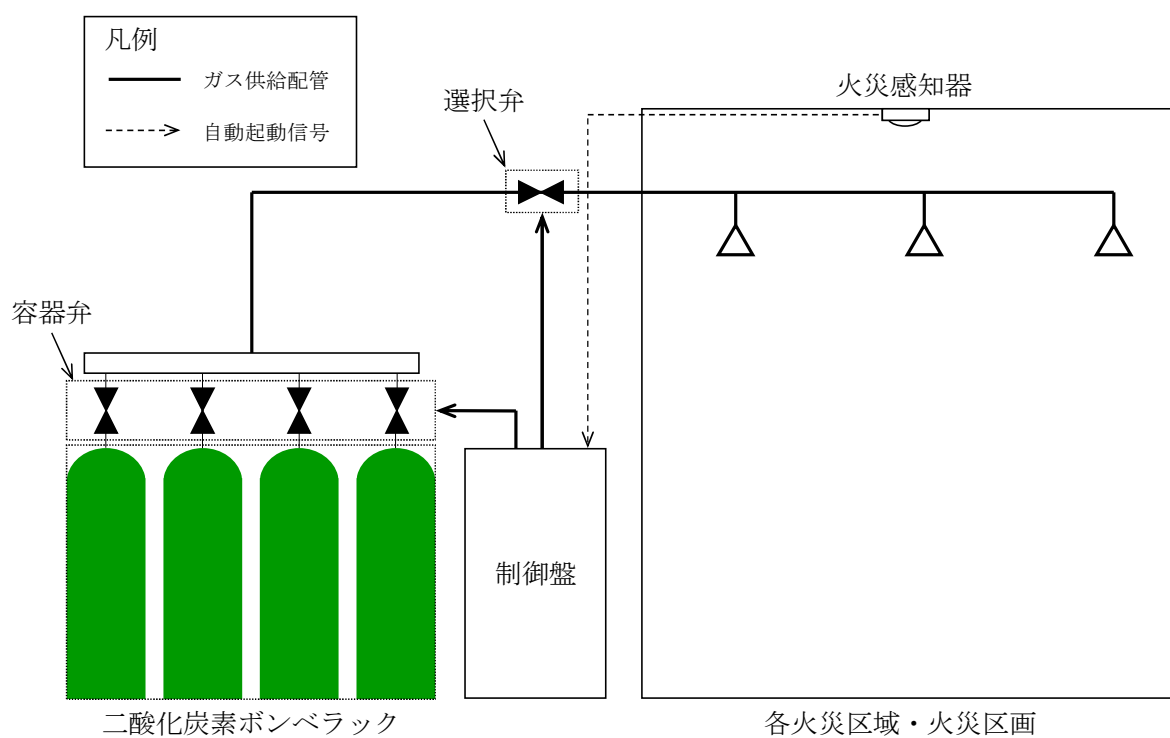 凡例
ガス供給配管
自動起動信号
選択弁
火災感知器
容器弁
制御盤
二酸化炭素ボンベラック
各火災区域・火災区画